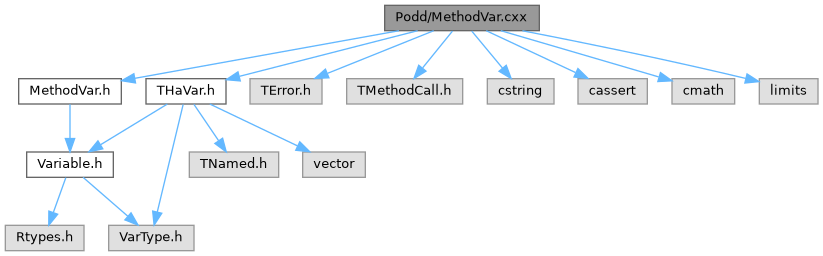 Podd/MethodVar.cxx
MethodVar.h
THaVar.h
TError.h
TMethodCall.h
cstring
cassert
cmath
limits
Variable.h
TNamed.h
vector
Rtypes.h
VarType.h